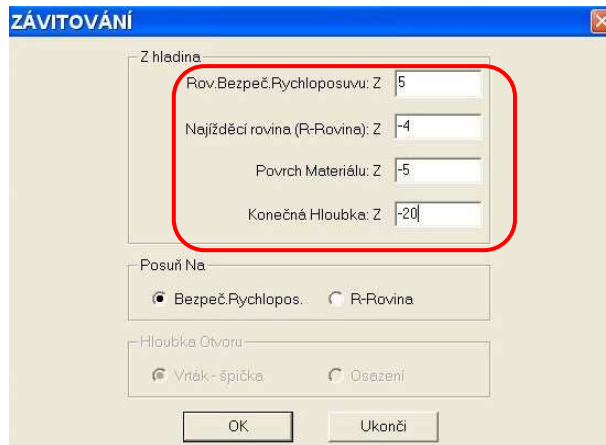 ZÁVITOVÁNÍ
Z hladina
Rov.Bezpeč.Rychloposuvu: Z 5
Najížděcí rovina (R-Rovina): Z -4
Povrch Materiálu: Z -5
Konečná Hloubka: Z -20
Posuň Na
Bezpeč.Rychlopos. R-Rovina
Hloubka Otvoru
Vrták - špička Osazení
OK Ukonči